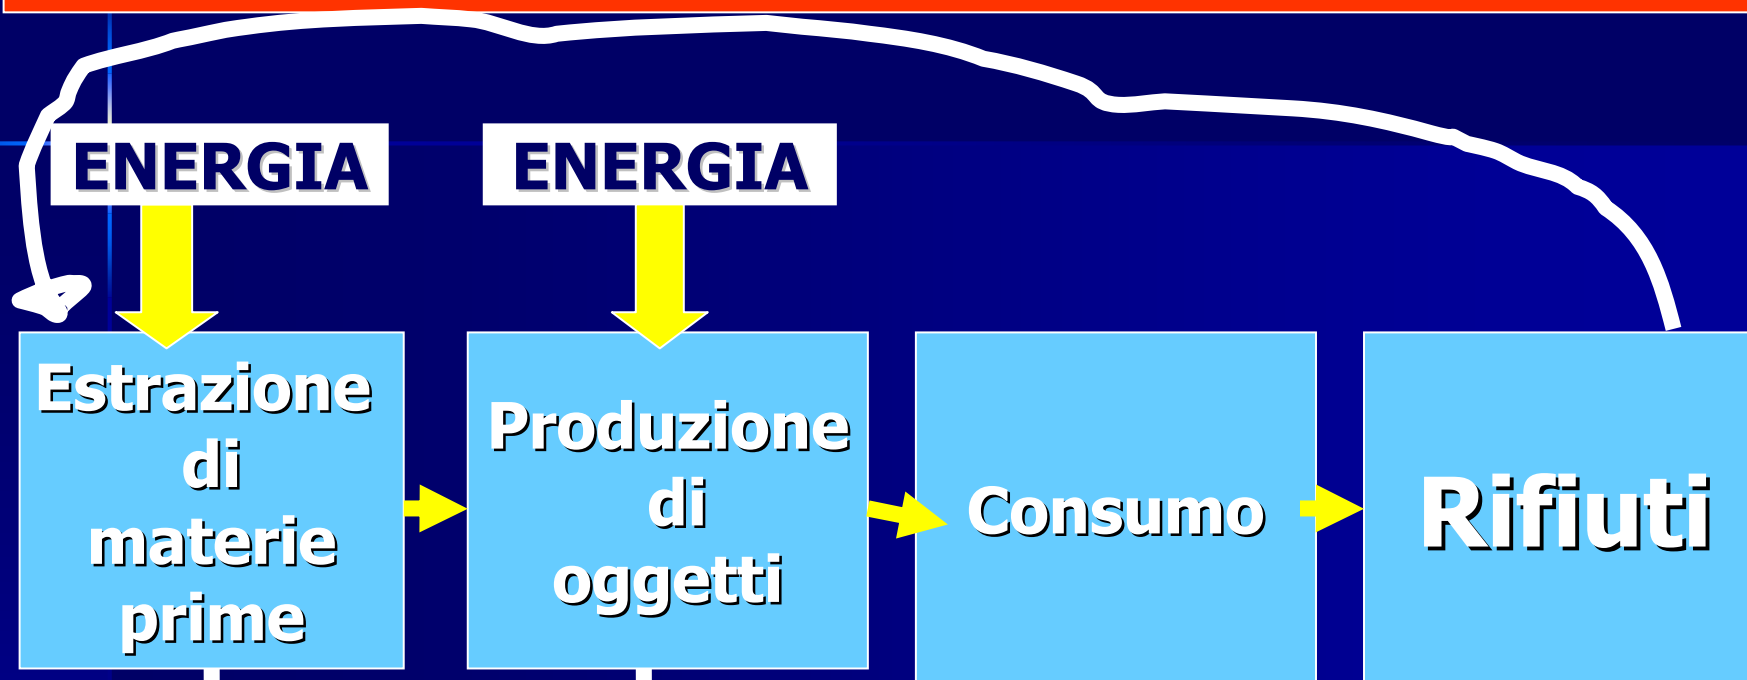 ENERGIA
ENERGIA
Estrazione
di
materie
prime
Produzione
di
oggetti
Consumo
Rifiuti